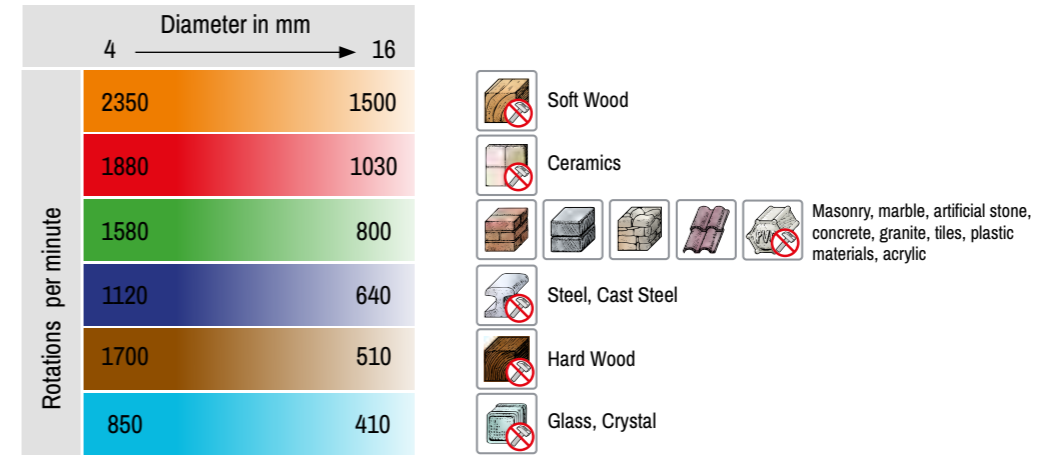 Diameter in mm
4 16
Rotations per minute
2350 1500
Soft Wood
1880 1030
Ceramics
1580 800
Masonry, marble, artificial stone,
concrete, granite, tiles, plastic
materials, acrylic
PV
1120 640
Steel, Cast Steel
1700 510
Hard Wood
850 410
Glass, Crystal